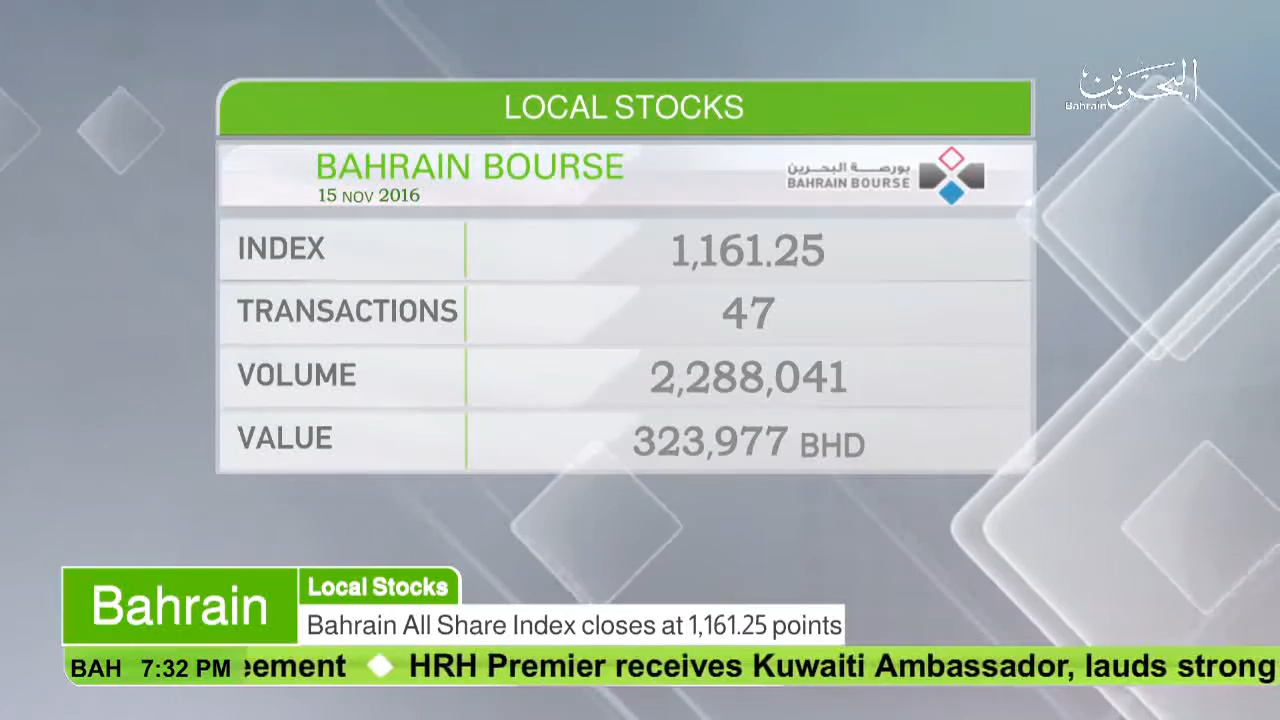 LOCAL STOCKS
البحرين
Bahrain
BAHRAIN BOURSE
15 NOV 2016
بورصة البحرين
BAHRAIN BOURSE
INDEX 1,161.25
TRANSACTIONS 47
VOLUME 2,288,041
VALUE 323,977 BHD
Bahrain
Local Stocks
Bahrain All Share Index closes at 1,161.25 points
BAH 7:32 PM eement HRH Premier receives Kuwaiti Ambassador, lauds strong